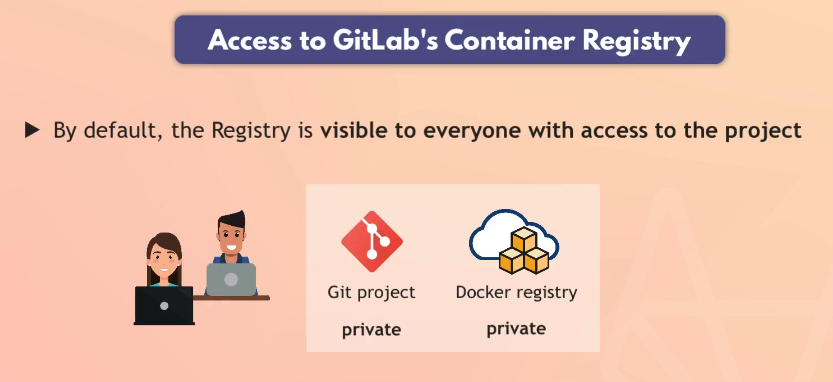 Access to GitLab's Container Registry
By default, the Registry is visible to everyone with access to the project
Git project
private
Docker registry
private